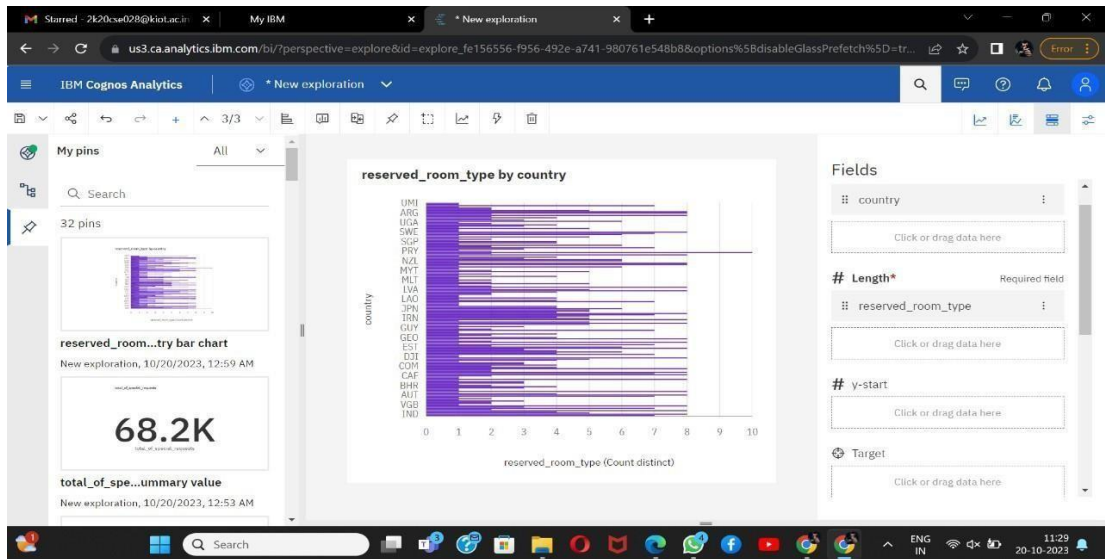 Starred - 2k20cse028@kiot.ac.in
My IBM
* New exploration
us3.ca.analytics.ibm.com/bi/?perspective=explore&id=explore_fe156556-f956-492e-a741-980761e548b8&options%5BdisableGlassPrefetch%5D=tr...
Error
IBM Cognos Analytics
* New exploration
3/3
My pins
All
Search
32 pins
reserved_room...try bar chart
New exploration, 10/20/2023, 12:59 AM
68.2K
total_of_spe...ummary value
New exploration, 10/20/2023, 12:53 AM
reserved_room_type by country
country
UMI
ARG
UGA
SWE
SGP
PRY
NZL
MYT
MLT
LVA
LAO
JPN
IRN
GUY
GEO
EST
DJI
COM
CAF
BHR
AUT
VGB
IND
0 1 2 3 4 5 6 7 8 9 10
reserved_room_type (Count distinct)
Fields
country
Click or drag data here
# Length*
Required field
reserved_room_type
Click or drag data here
# y-start
Click or drag data here
Target
Click or drag data here
Search
ENG
IN
11:29
20-10-2023